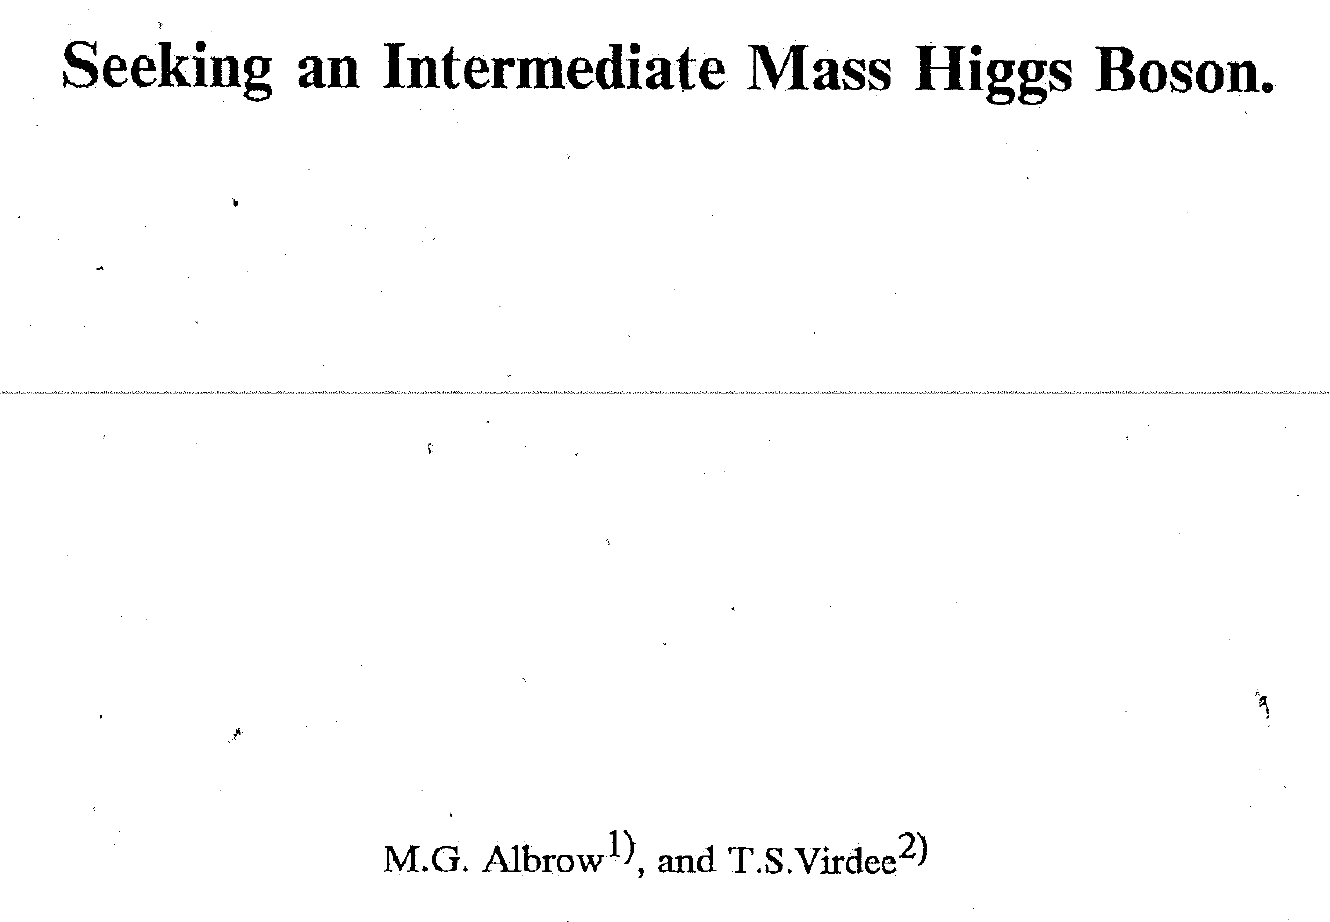 Seeking an Intermediate Mass Higgs Boson.
M.G. Albrow1), and T.S.Virdee2)